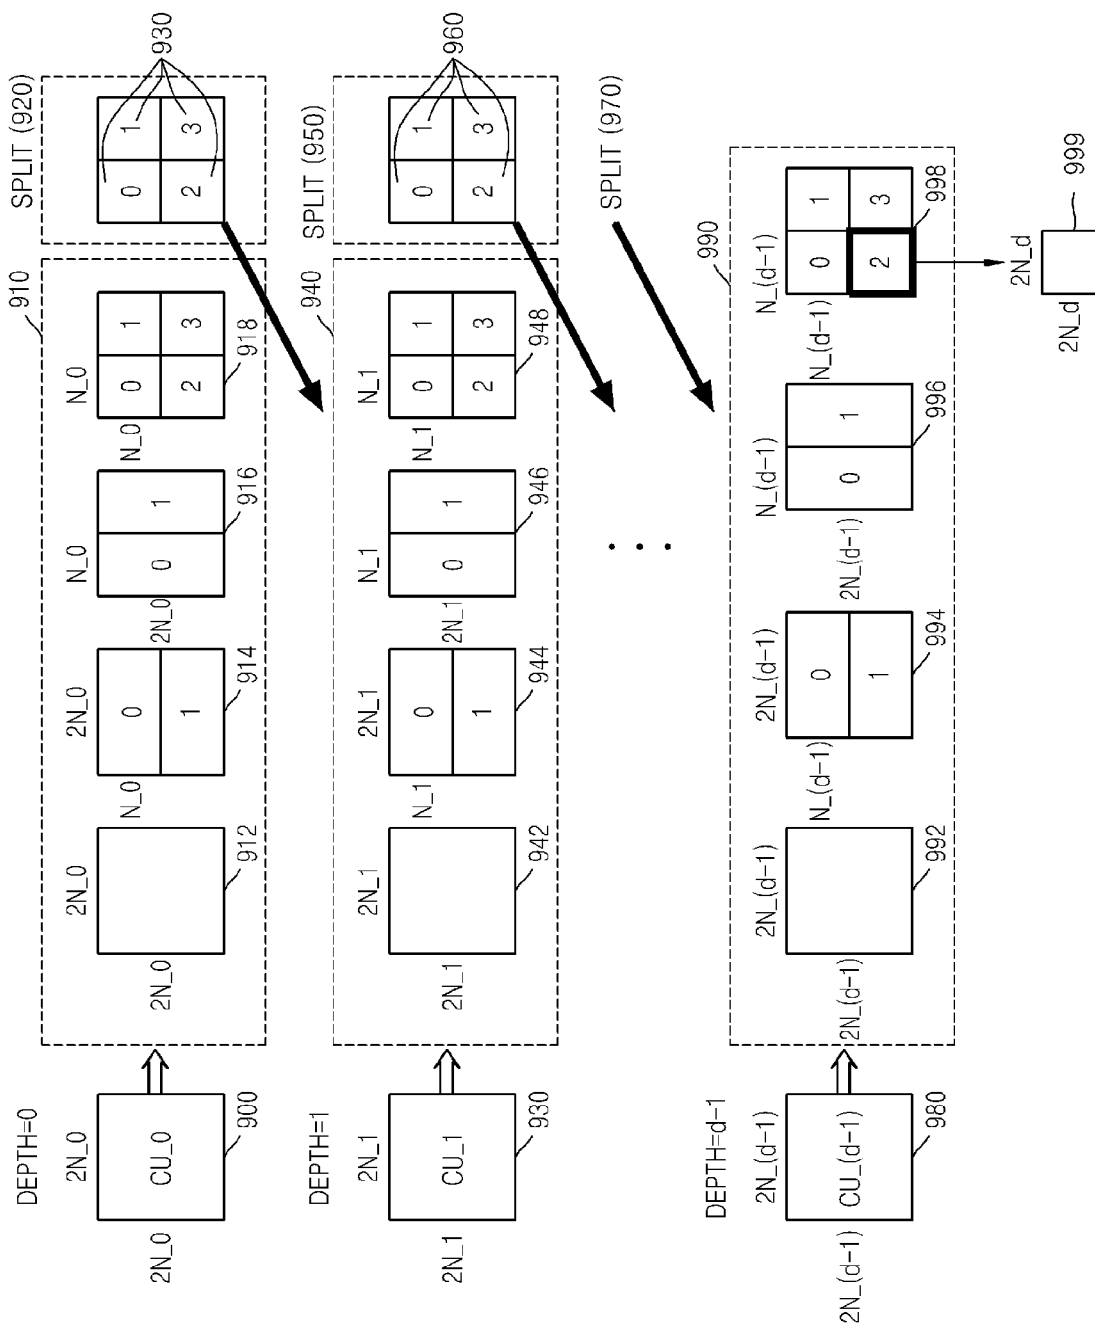 DEPTH=0
2N_0
2N_0
CU_0
900
910
2N_0
2N_0
912
2N_0
N_0
0
1
914
N_0
2N_0
0
1
916
N_0
N_0
0
1
2
3
918
SPLIT (920)
0
1
2
3
930
DEPTH=1
2N_1
2N_1
CU_1
930
940
2N_1
2N_1
942
2N_1
N_1
0
1
944
N_1
2N_1
0
1
946
N_1
N_1
0
1
2
3
948
SPLIT (950)
0
1
2
3
960
SPLIT (970)
DEPTH=d-1
2N_(d-1)
2N_(d-1)
CU_(d-1)
980
990
2N_(d-1)
2N_(d-1)
992
2N_(d-1)
N_(d-1)
0
1
994
N_(d-1)
2N_(d-1)
0
1
996
N_(d-1)
N_(d-1)
0
1
2
3
998
2N_d
2N_d
999